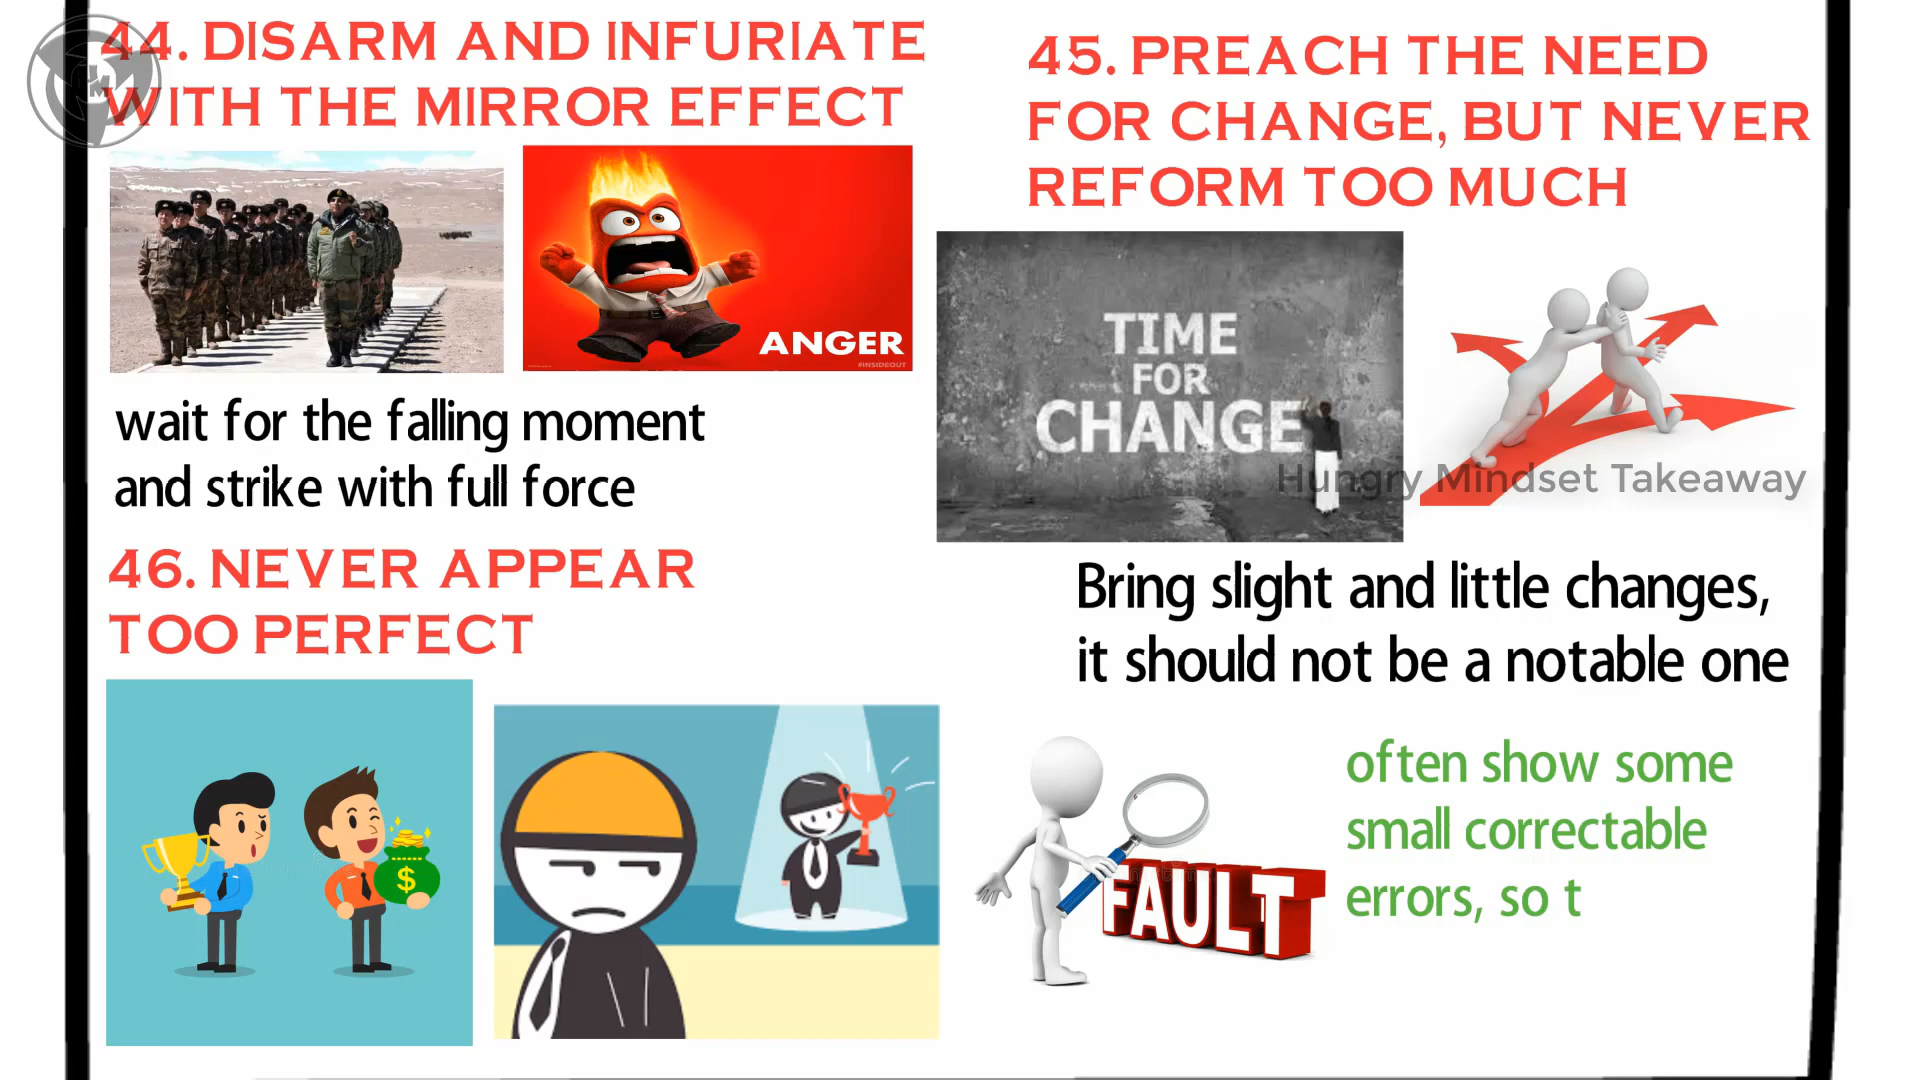 44. DISARM AND INFURIATE
WITH THE MIRROR EFFECT
HM
ANGER
#INSIDEOUT
wait for the falling moment
and strike with full force
45. PREACH THE NEED
FOR CHANGE, BUT NEVER
REFORM TOO MUCH
TIME
FOR
CHANGE
Hungry Mindset Takeaway
Bring slight and little changes,
it should not be a notable one
46. NEVER APPEAR
TOO PERFECT
$
FAULT
often show some
small correctable
errors, so t